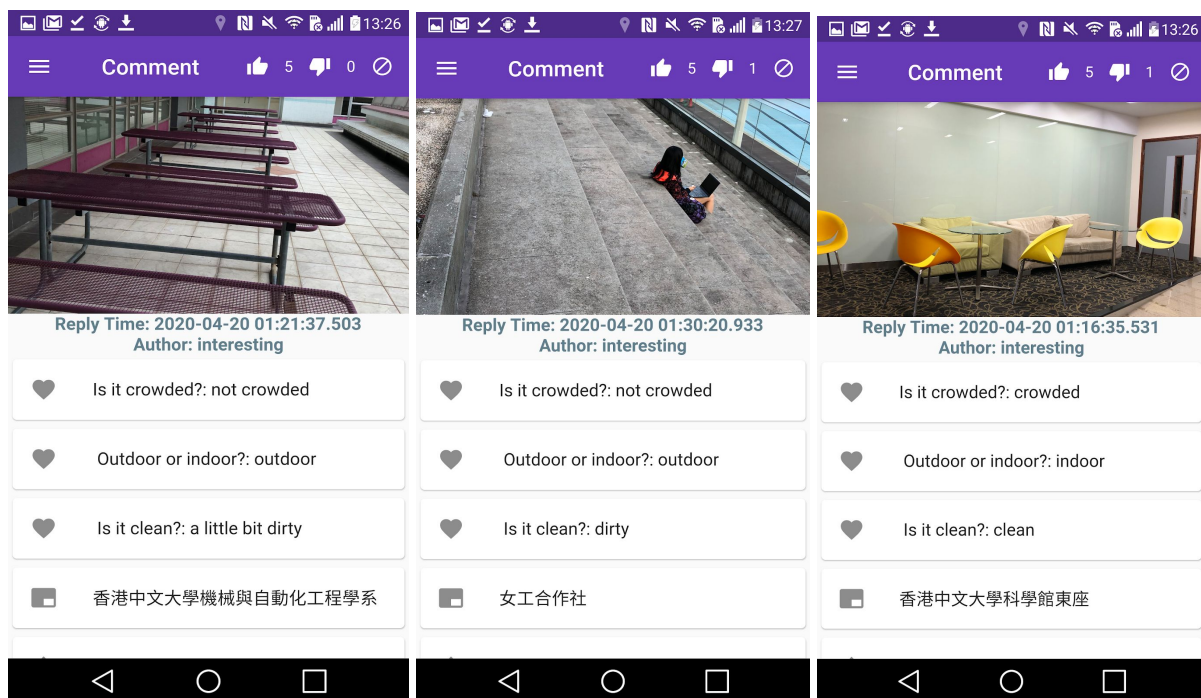 13:26
Comment 5 0
Reply Time: 2020-04-20 01:21:37.503
Author: interesting
Is it crowded?: not crowded
Outdoor or indoor?: outdoor
Is it clean?: a little bit dirty
香港中文大學機械與自動化工程學系
13:27
Comment 5 1
Reply Time: 2020-04-20 01:30:20.933
Author: interesting
Is it crowded?: not crowded
Outdoor or indoor?: outdoor
Is it clean?: dirty
女工合作社
13:26
Comment 5 1
Reply Time: 2020-04-20 01:16:35.531
Author: interesting
Is it crowded?: crowded
Outdoor or indoor?: indoor
Is it clean?: clean
香港中文大學科學館東座